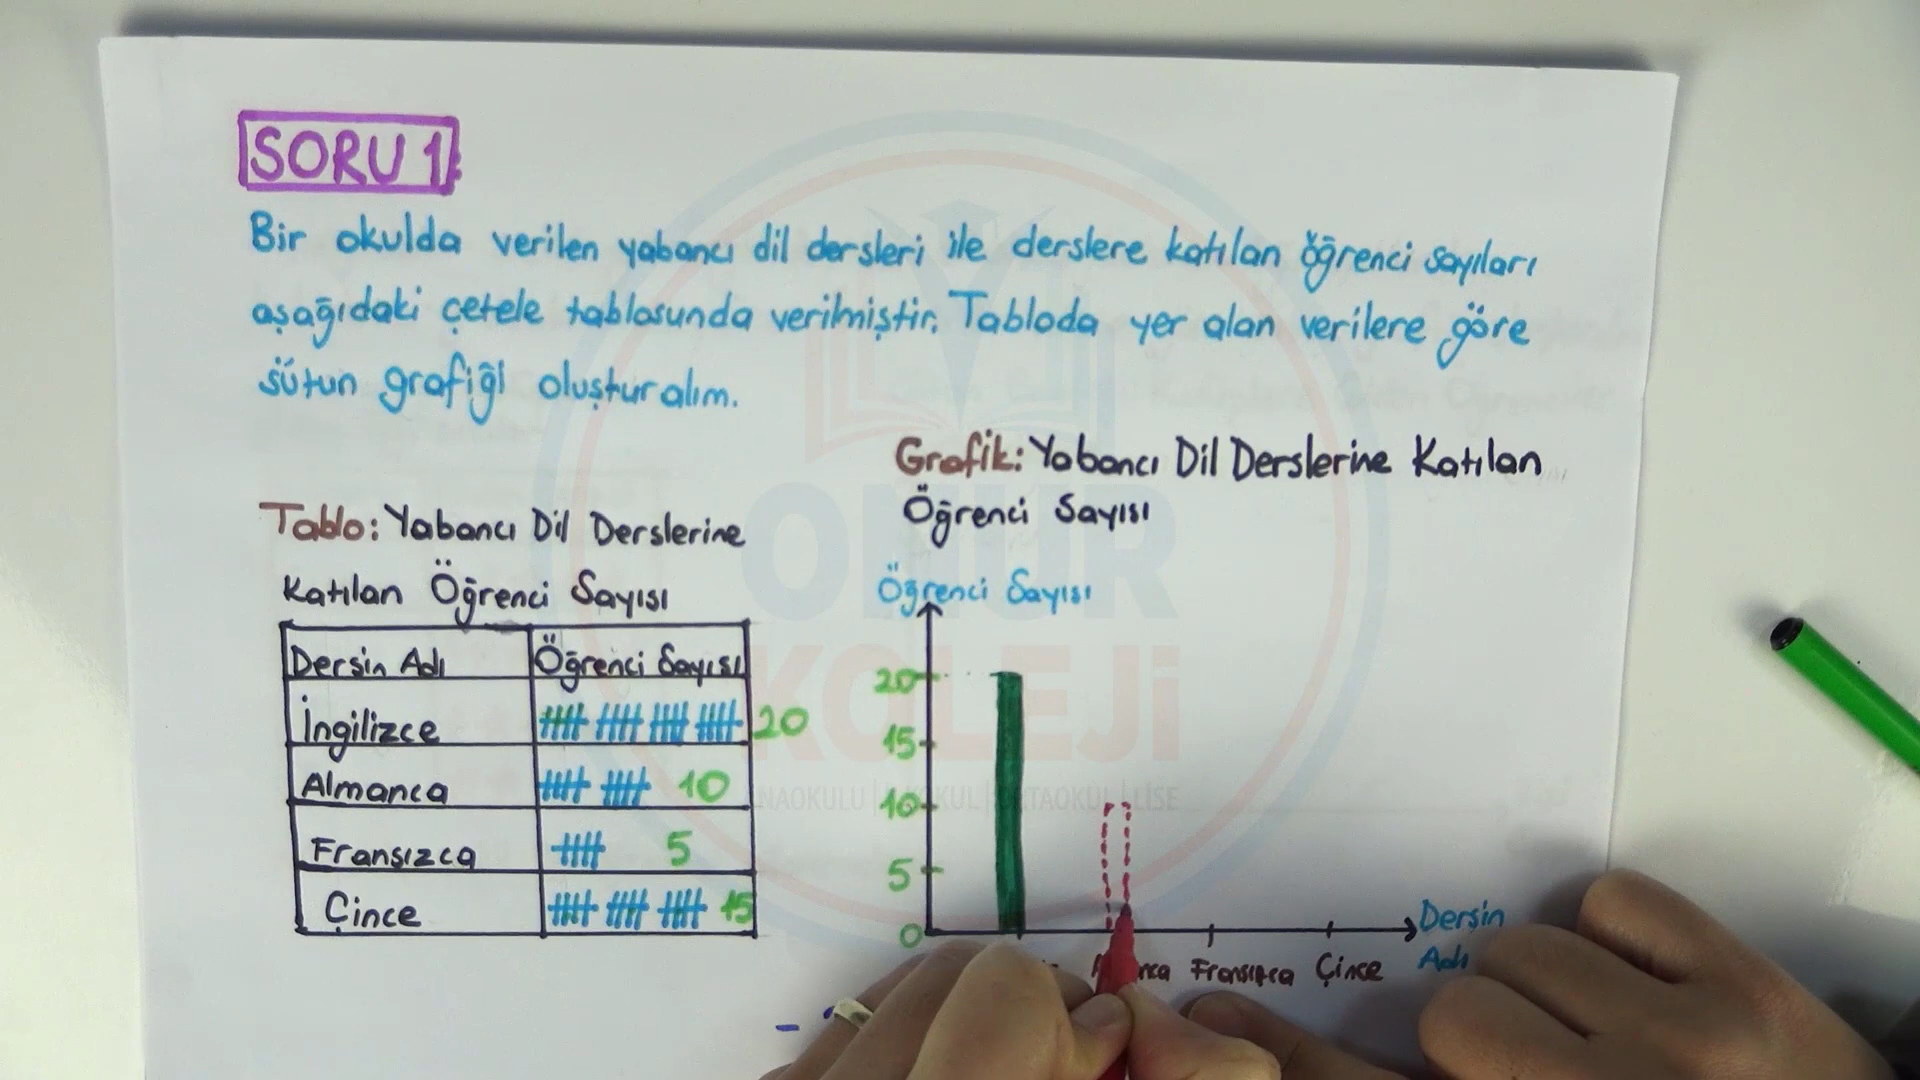 SORU 1
Bir okulda verilen yabancı dil dersleri ile derslere katılan öğrenci sayıları
aşağıdaki çetele tablosunda verilmiştir. Tabloda yer alan verilere göre
sütun grafiği oluşturalım.
Tablo: Yabancı Dil Derslerine
Katılan Öğrenci Sayısı
Dersin Adı Öğrenci Sayısı
İngilizce 20
Almanca 10
Fransızca 5
Çince 15
Grafik: Yabancı Dil Derslerine Katılan
Öğrenci Sayısı
Öğrenci Sayısı
20
15
10
5
0
Fransızca Çince
Dersin
Adı
ONUR
KOLEJİ